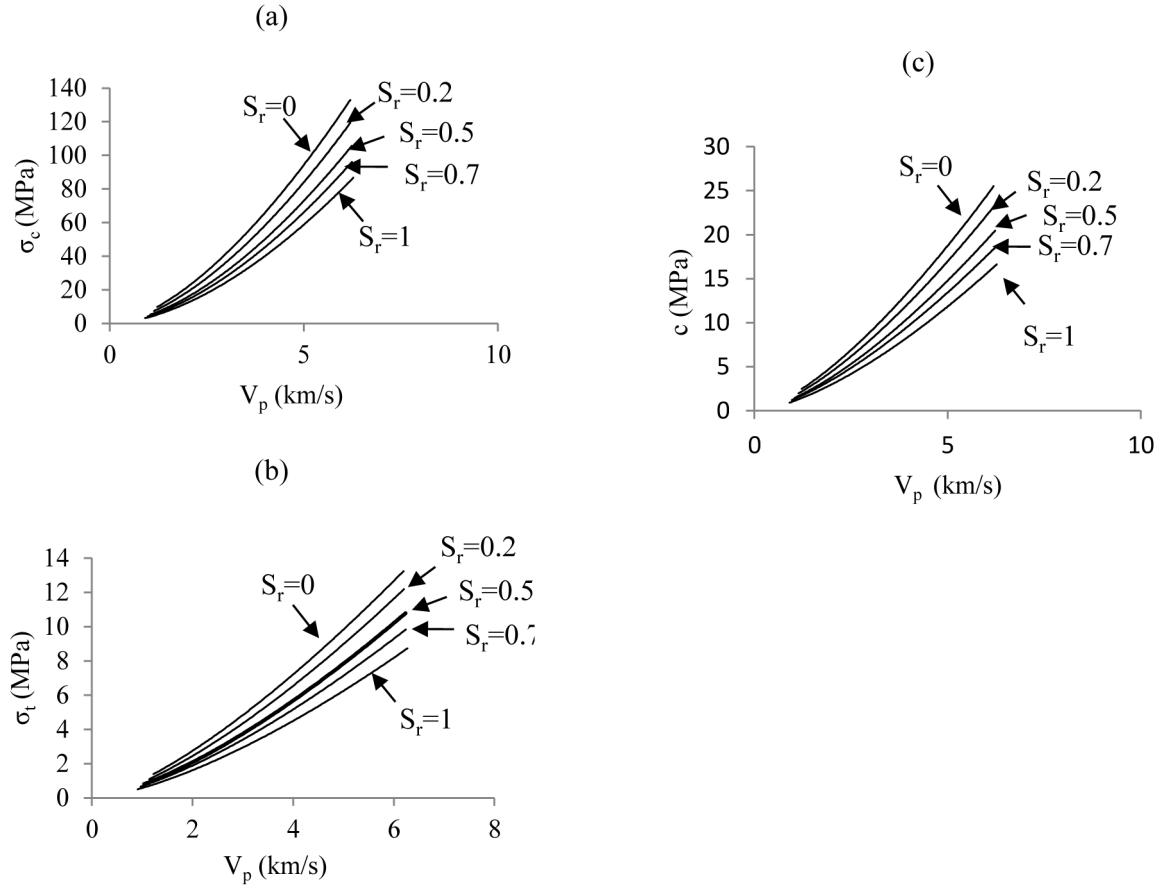 (a)
140
120
100
80
60
40
20
0
σc (MPa)
Sr=0
Sr=0.2
Sr=0.5
Sr=0.7
Sr=1
0 5 10
Vp (km/s)
(b)
14
12
10
8
6
4
2
0
σt (MPa)
Sr=0
Sr=0.2
Sr=0.5
Sr=0.7
Sr=1
0 2 4 6 8
Vp (km/s)
(c)
30
25
20
15
10
5
0
c (MPa)
Sr=0
Sr=0.2
Sr=0.5
Sr=0.7
Sr=1
0 5 10
Vp (km/s)